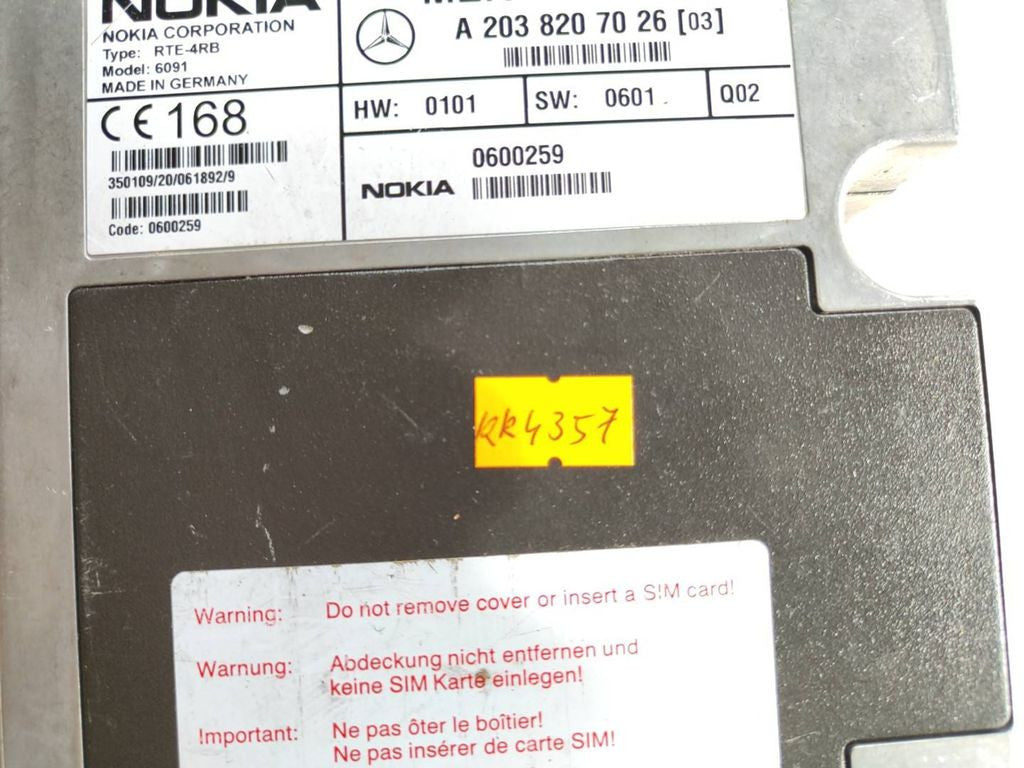 NOKIA
NOKIA CORPORATION
Type: RTE-4RB
Model: 6091
MADE IN GERMANY
CE 168
350109/20/061892/9
Code: 0600259
A 203 820 70 26 [03]
HW: 0101
SW: 0601
Q02
0600259
NOKIA
KK4357
Warning: Do not remove cover or insert a SIM card!
Warnung: Abdeckung nicht entfernen und
keine SIM Karte einlegen!
Important: Ne pas ôter le boîtier!
Ne pas insérer de carte SIM!